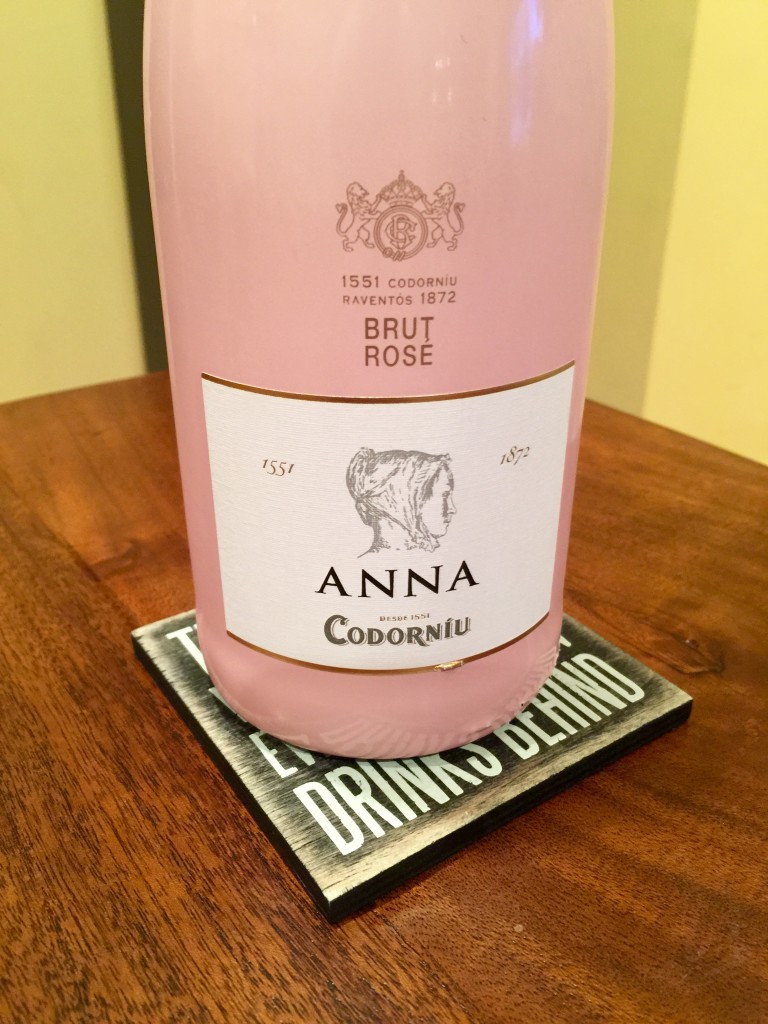 1551 CODORNÍU
RAVENTÓS 1872
BRUT
ROSÉ
1551 1872
ANNA
DESDE 1551
CODORNÍU
DRINKS BEHIND